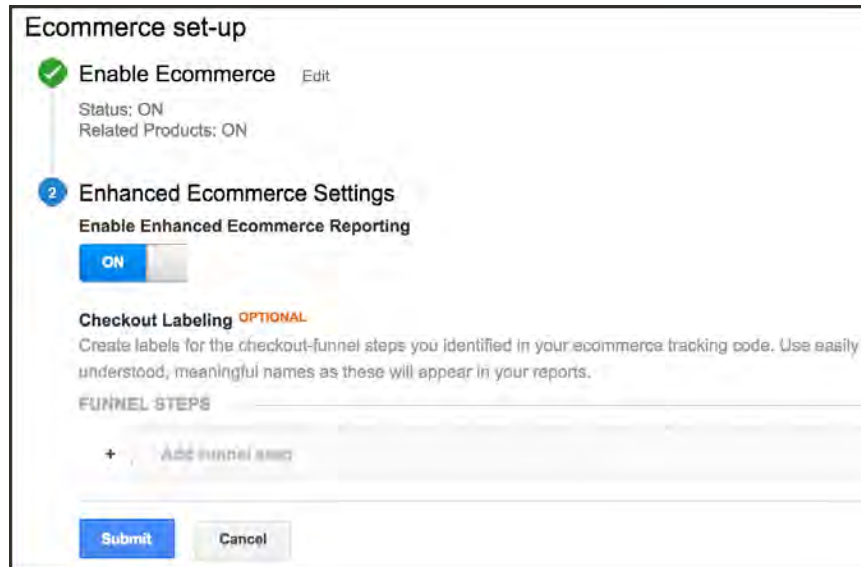 Ecommerce set-up
Enable Ecommerce Edit
Status: ON
Related Products: ON
2 Enhanced Ecommerce Settings
Enable Enhanced Ecommerce Reporting
ON
Checkout Labeling OPTIONAL
Create labels for the checkout-funnel steps you identified in your ecommerce tracking code. Use easily
understood, meaningful names as these will appear in your reports.
FUNNEL STEPS
+ Add funnel step
Submit Cancel